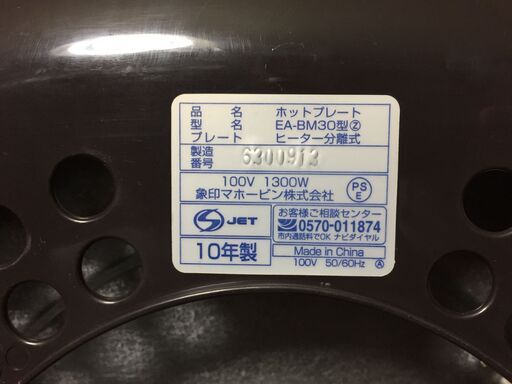 品名 ホットプレート
型名 EA-BM30型Ⓩ
プレート ヒーター分離式
製造番号 6300913
100V 1300W
象印マホービン株式会社
PSE
JET
お客様ご相談センター
0570-011874
市内通話料でOK ナビダイヤル
10年製
Made in China
100V 50/60Hz Ⓐ